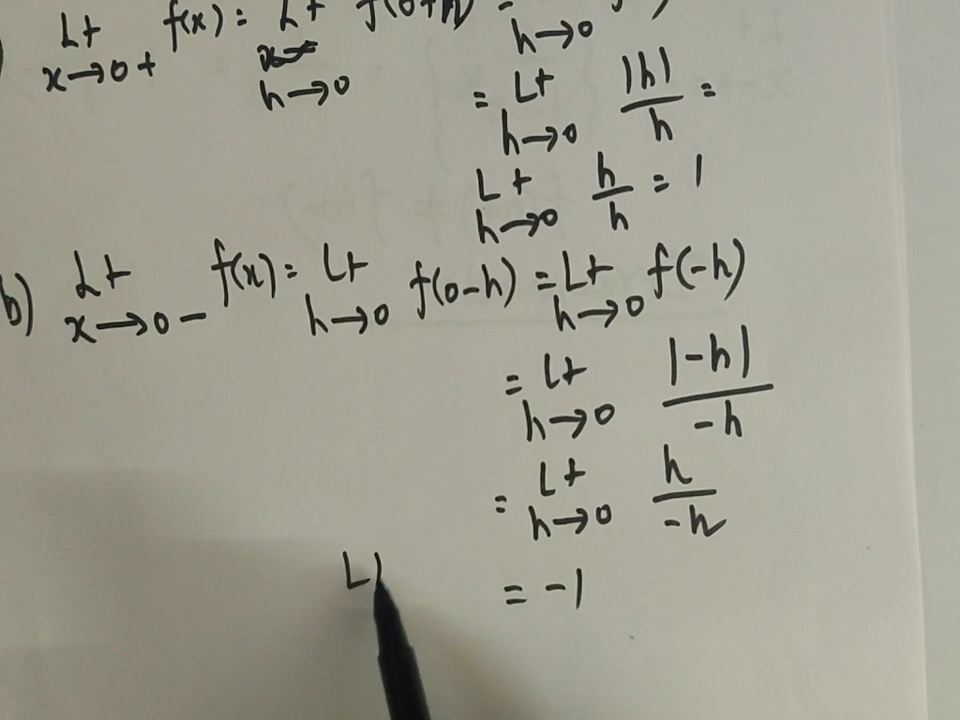 Lt f(x) = Lt f(0+h)
x→0+ h→0 h→0
= Lt |h|/h =
h→0
Lt h/h = 1
h→0
b) Lt f(x) = Lt f(0-h) = Lt f(-h)
x→0- h→0 h→0
= Lt |-h|/-h
h→0
= Lt h/-h
h→0
= -1